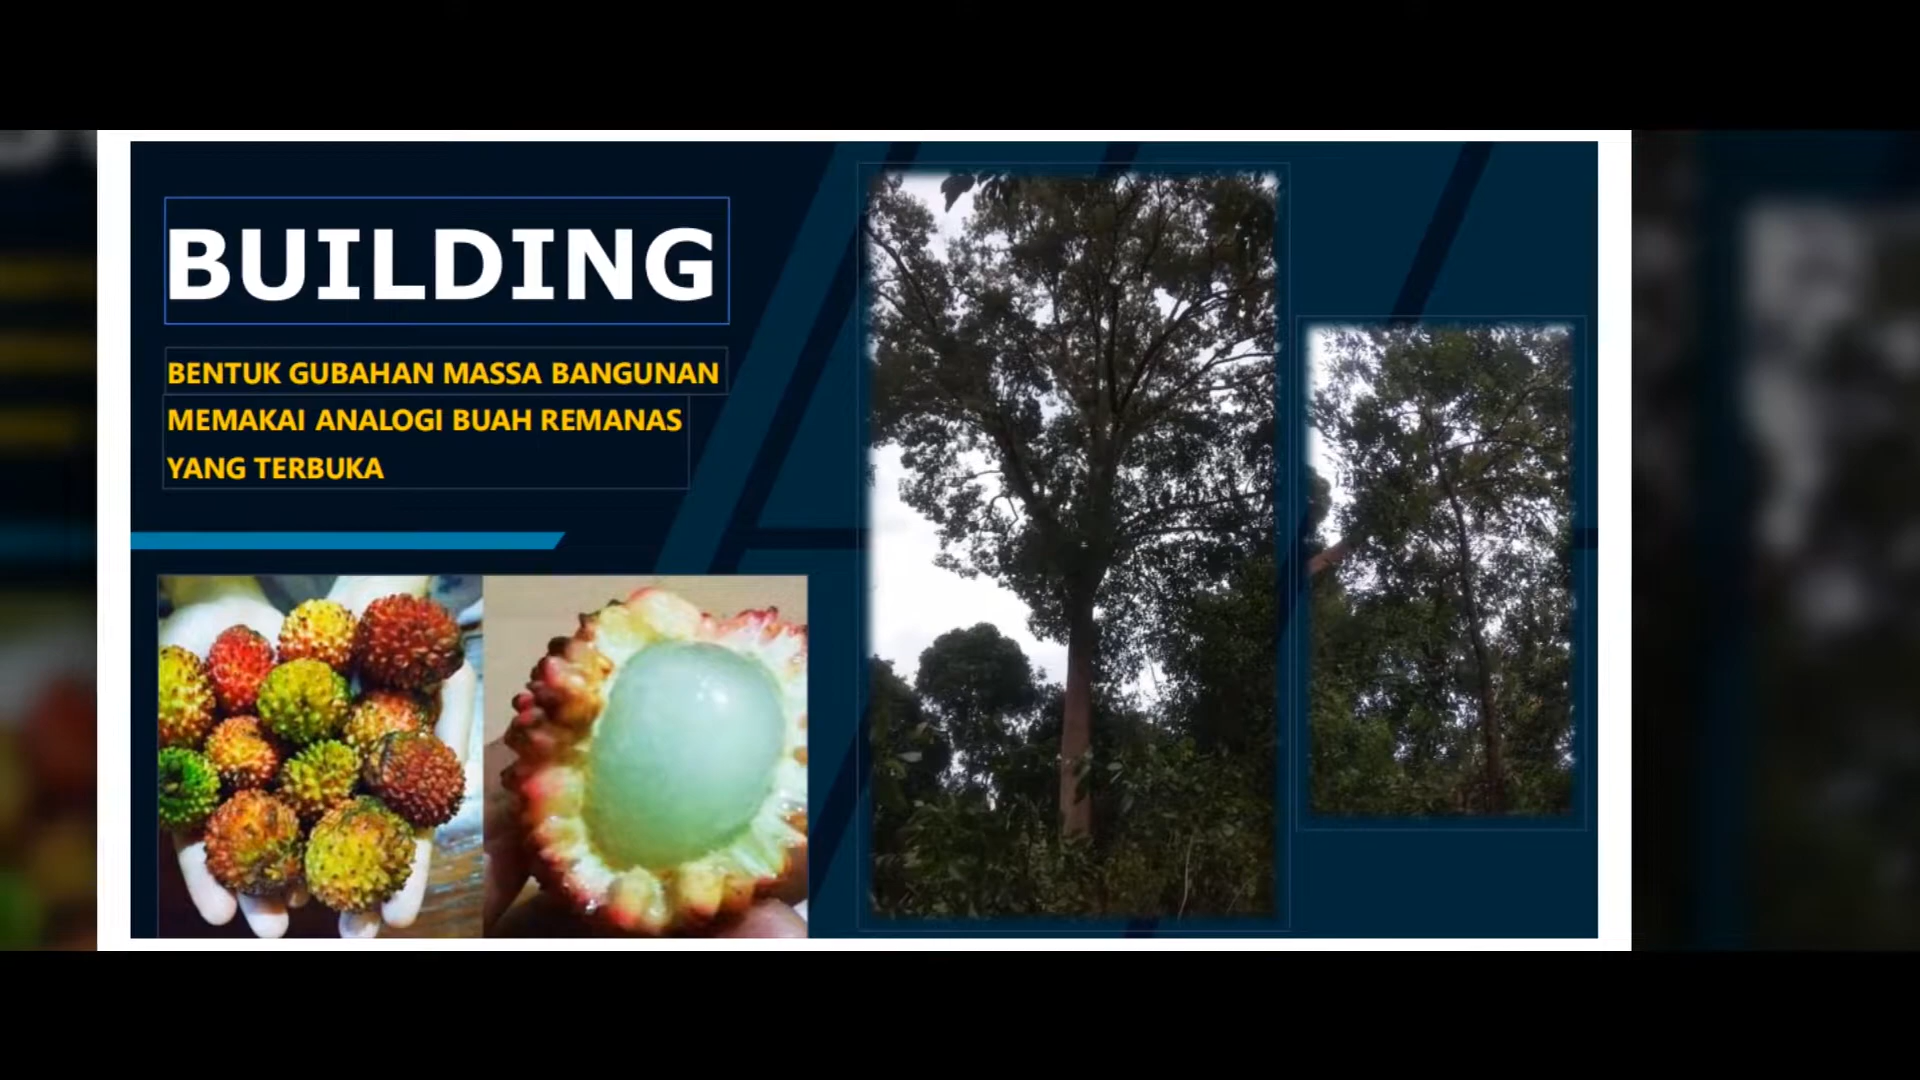 BUILDING
BENTUK GUBAHAN MASSA BANGUNAN
MEMAKAI ANALOGI BUAH REMANAS
YANG TERBUKA